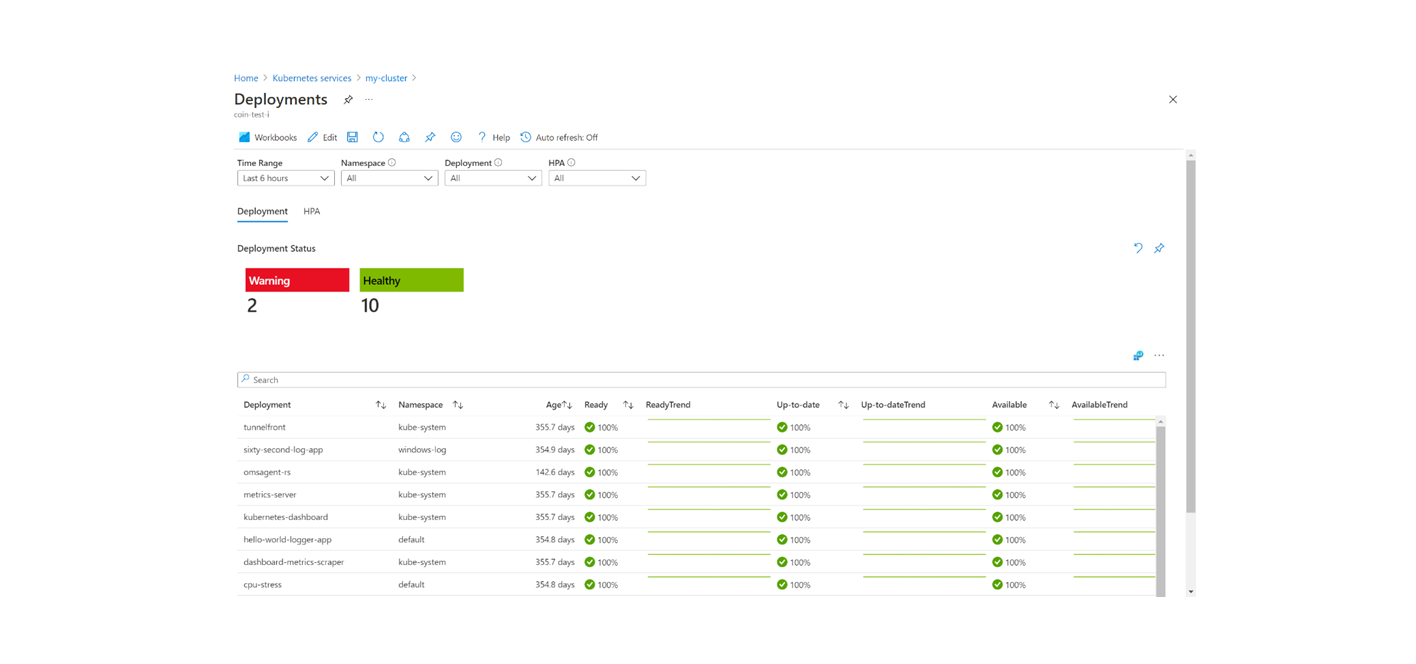 Home > Kubernetes services > my-cluster >
Deployments ...
coin-test-i
Workbooks Edit ? Help Auto refresh: Off
Time Range Namespace Deployment HPA
Last 6 hours All All All
Deployment HPA
Deployment Status
Warning Healthy
2 10
...
Search
Deployment Namespace Age Ready ReadyTrend Up-to-date Up-to-dateTrend Available AvailableTrend
tunnelfront kube-system 355.7 days 100% 100% 100%
sixty-second-log-app windows-log 354.9 days 100% 100% 100%
omsagent-rs kube-system 142.6 days 100% 100% 100%
metrics-server kube-system 355.7 days 100% 100% 100%
kubernetes-dashboard kube-system 355.7 days 100% 100% 100%
hello-world-logger-app default 354.8 days 100% 100% 100%
dashboard-metrics-scraper kube-system 355.7 days 100% 100% 100%
cpu-stress default 354.8 days 100% 100% 100%